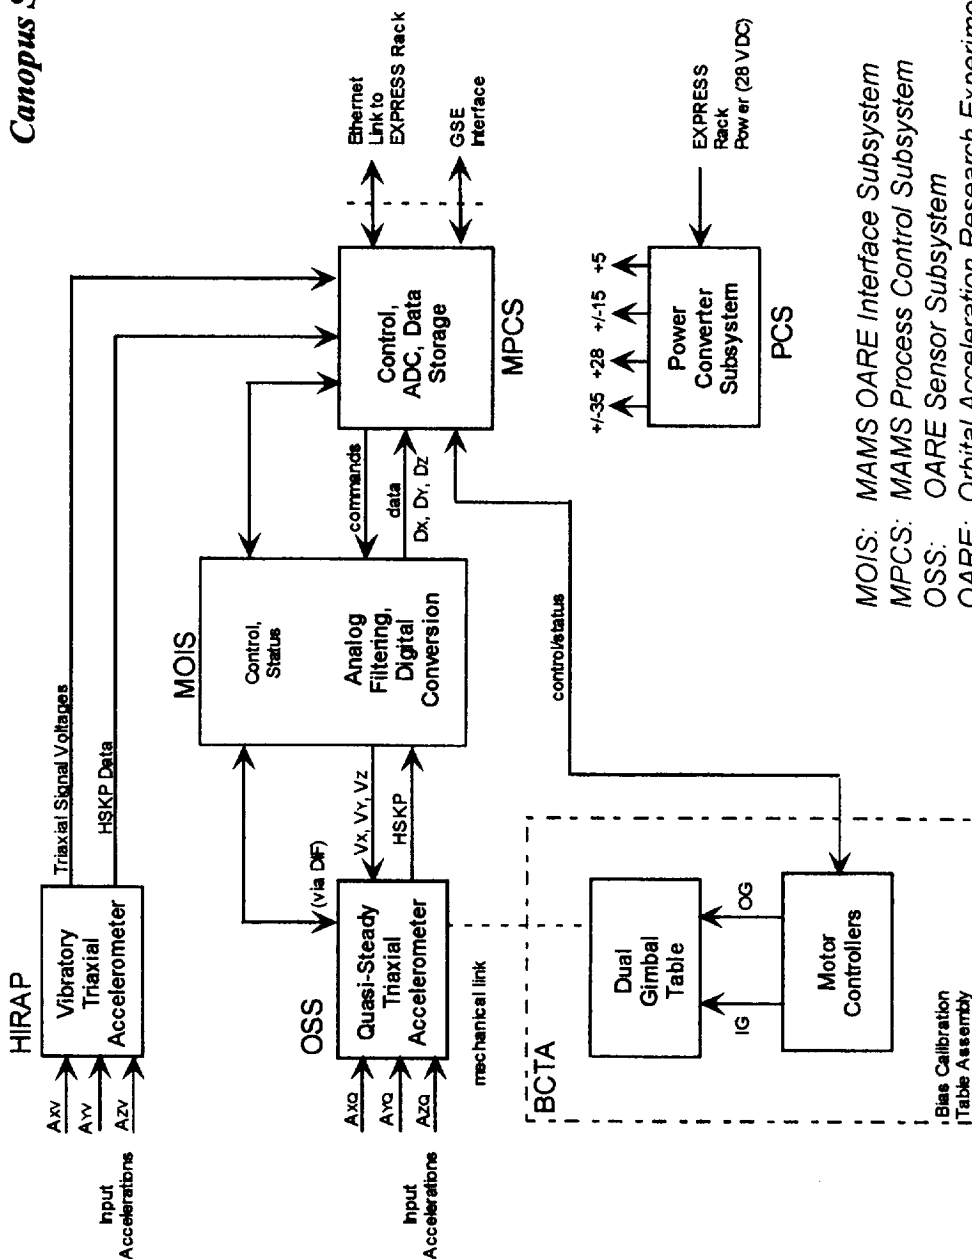 Canopus
HIRAP
Vibratory
Triaxial
Accelerometer
AXV
AYV
AZV
Input
Accelerations
Triaxial Signal Voltages
HSKP Data
MOIS
Control,
Status
Analog
Filtering,
Digital
Conversion
(via DIF)
Vx, VY, Vz
HSKP
commands
data
Dx, DY, Dz
Control,
ADC, Data
Storage
MPCS
Ethernet
Link to
EXPRESS Rack
GSE
Interface
OSS
Quasi-Steady
Triaxial
Accelerometer
AXQ
AYQ
AZQ
Input
Accelerations
mechanical link
BCTA
Dual
Gimbal
Table
IG
OG
Motor
Controllers
Bias Calibration
Table Assembly
control/status
+/-35
+28
+/-15
+5
Power
Converter
Subsystem
PCS
EXPRESS
Rack
Power (28 VDC)
MOIS: MAMS OARE Interface Subsystem
MPCS: MAMS Process Control Subsystem
OSS: OARE Sensor Subsystem
OARE: Orbital Acceleration Research